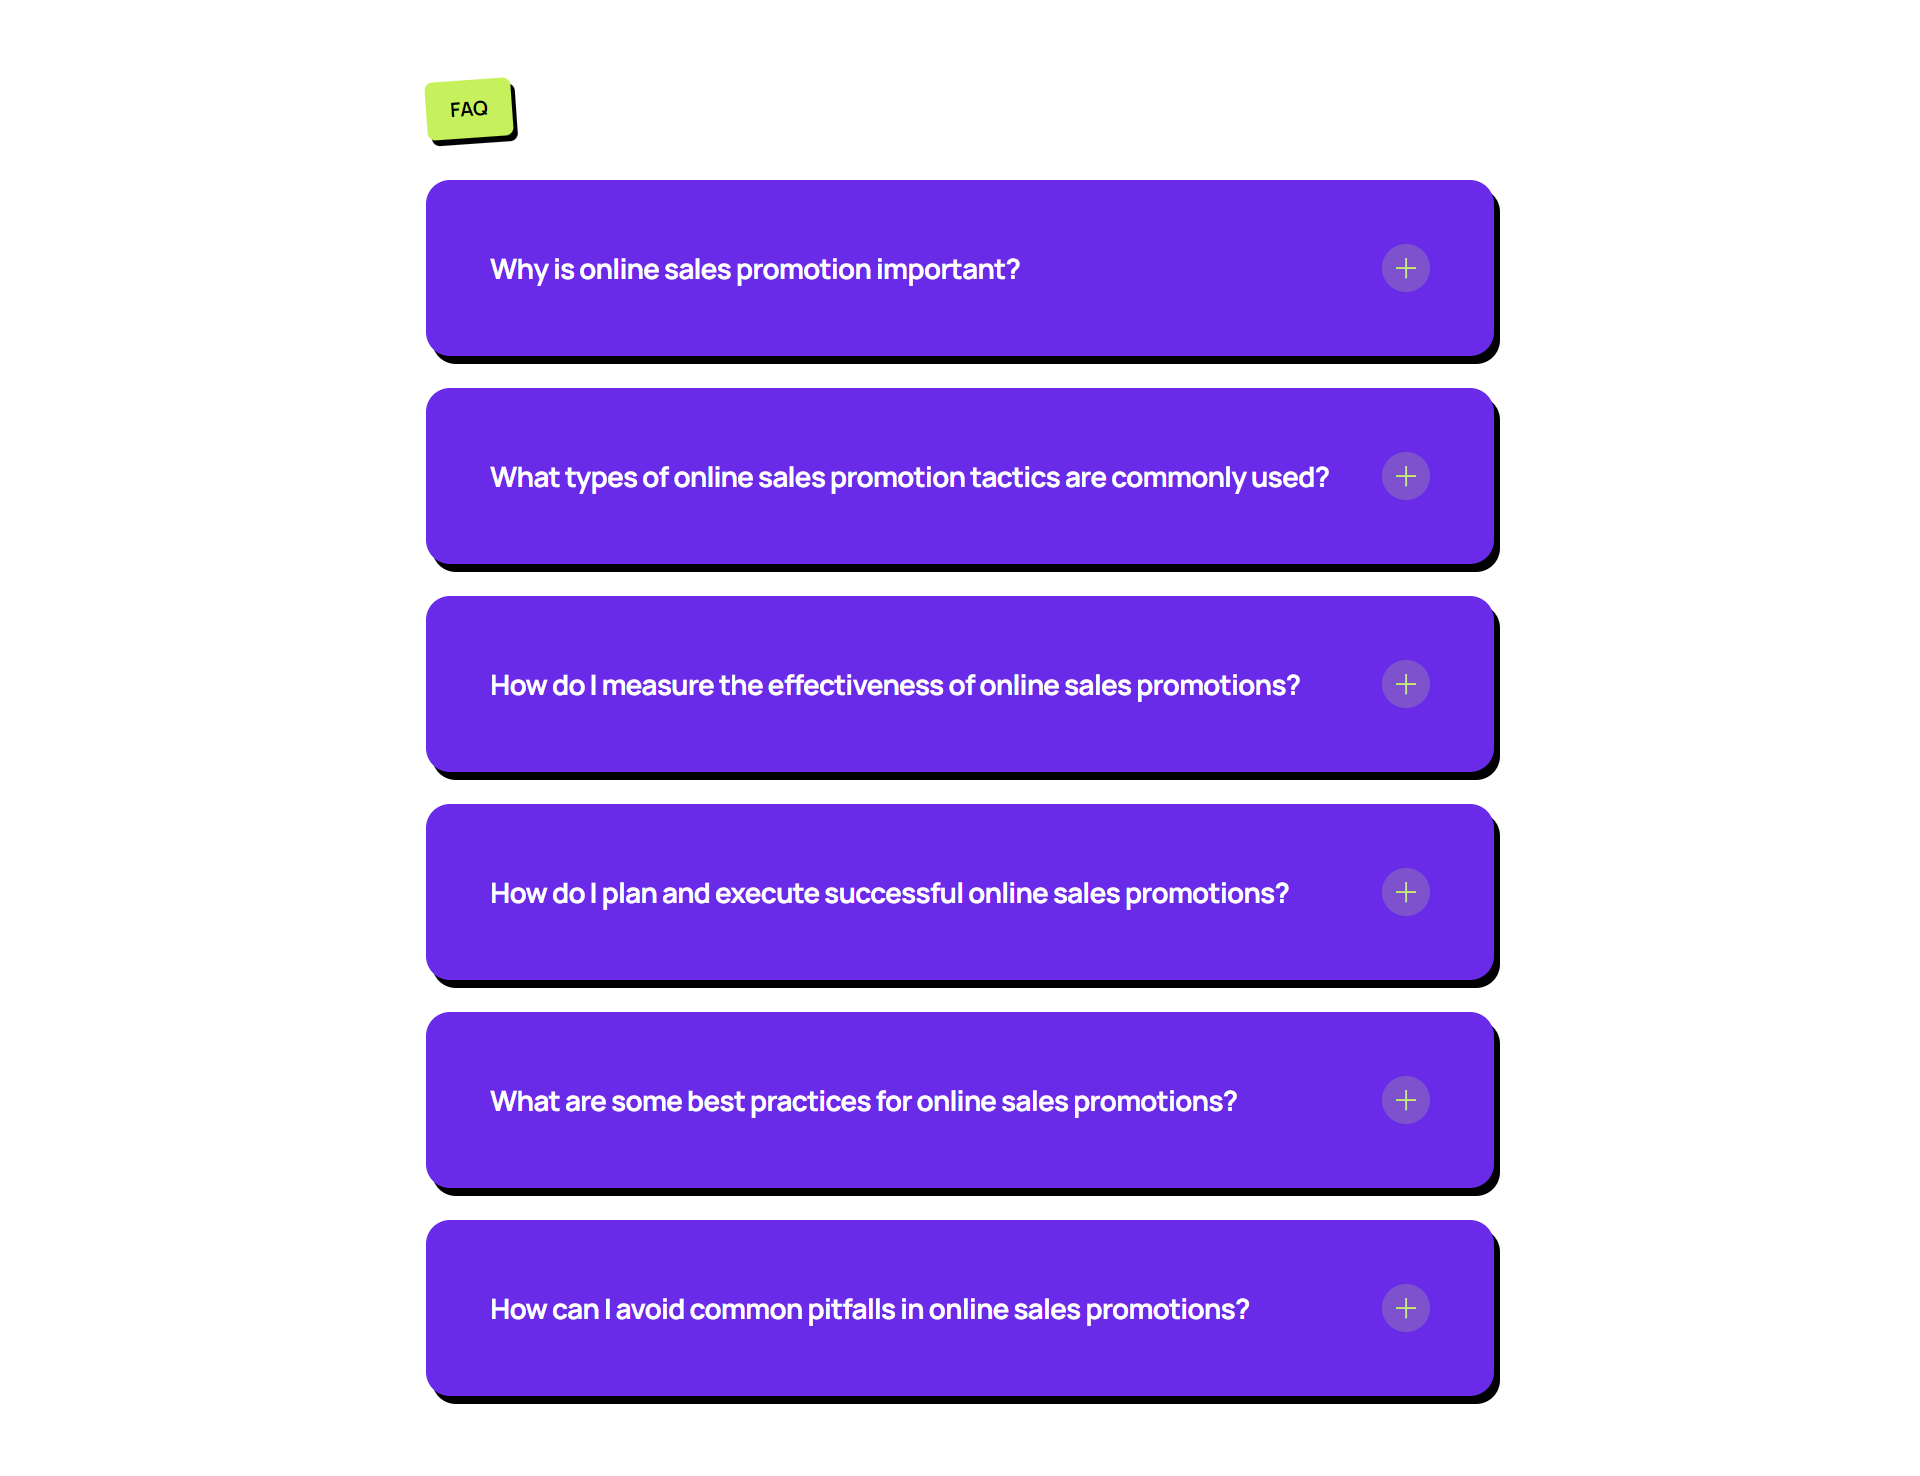 FAQ
Why is online sales promotion important?
What types of online sales promotion tactics are commonly used?
How do I measure the effectiveness of online sales promotions?
How do I plan and execute successful online sales promotions?
What are some best practices for online sales promotions?
How can I avoid common pitfalls in online sales promotions?